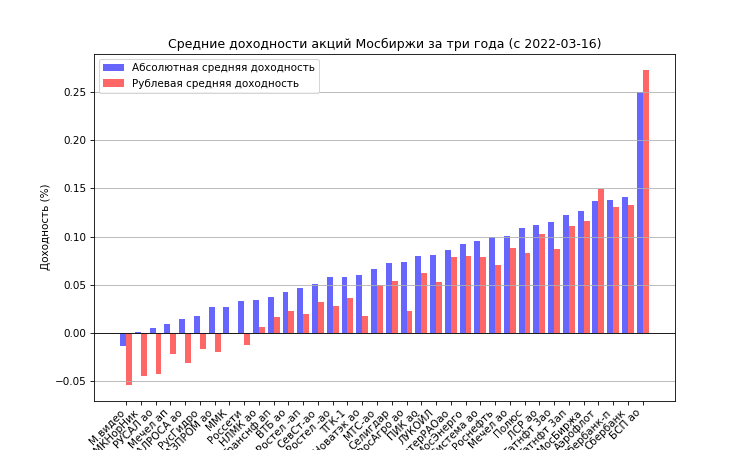 Средние доходности акций Мосбиржи за три года (с 2022-03-16)
Абсолютная средняя доходность
Рублевая средняя доходность
Доходность (%)
0.25
0.20
0.15
0.10
0.05
0.00
−0.05
М.видео
РУСАЛ ао
Мечел ап
РусГидро
ММК
Россети
НЛМК ао
ВТБ ао
Ростел -ап
СевСт-ао
Ростел -ао
ТГК-1
МТС-ао
Селигдар
ПИК ао
ЛУКОЙЛ
Роснефть
Мечел ао
Полюс
ЛСР ао
МосБиржа
Аэрофлот
Сбербанк
БСП ао